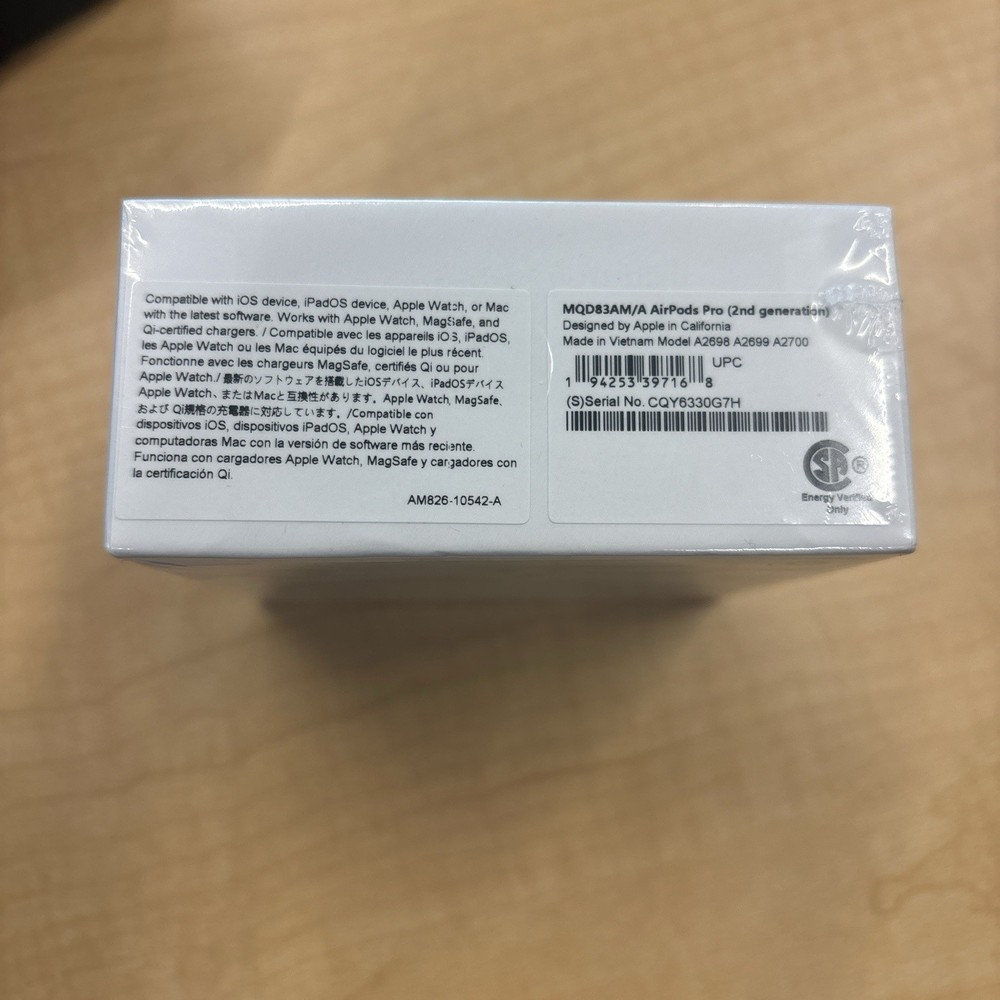 Compatible with iOS device, iPadOS device, Apple Watch, or Mac
with the latest software. Works with Apple Watch, MagSafe, and
Qi-certified chargers. / Compatible avec les appareils iOS, iPadOS,
les Apple Watch ou les Mac équipés du logiciel le plus récent.
Fonctionne avec les chargeurs MagSafe, certifiés Qi ou pour
Apple Watch./ 最新のソフトウェアを搭載したiOSデバイス、iPadOSデバイス
Apple Watch、またはMacと互換性があります。Apple Watch, MagSafe、
および Qi規格の充電器に対応しています。/Compatible con
dispositivos iOS, dispositivos iPadOS, Apple Watch y
computadoras Mac con la versión de software más reciente.
Funciona con cargadores Apple Watch, MagSafe y cargadores con
la certificación Qi.
AM826-10542-A
MQD83AM/A AirPods Pro (2nd generation)
Designed by Apple in California
Made in Vietnam Model A2698 A2699 A2700
UPC
1 94253 39716 8
(S)Serial No. CQY6330G7H
SA ®
Energy Verified
Only